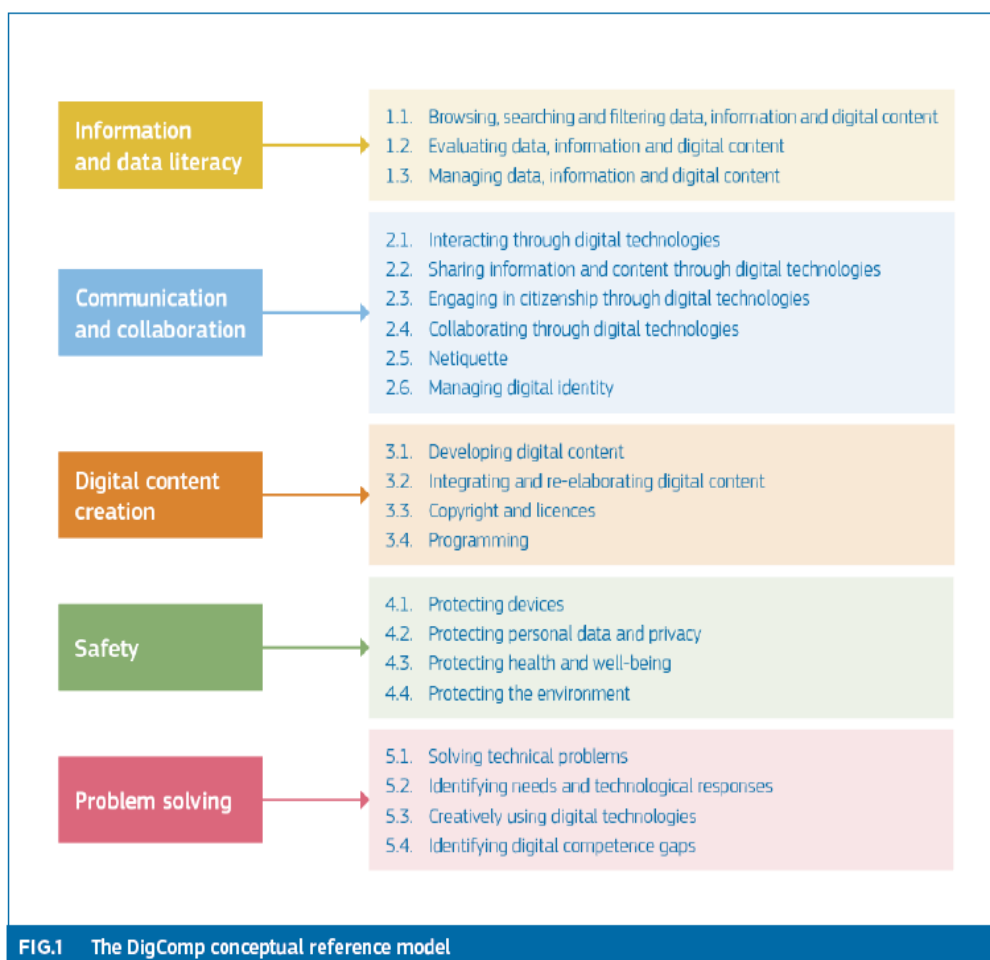 Information
and data literacy
1.1. Browsing, searching and filtering data, information and digital content
1.2. Evaluating data, information and digital content
1.3. Managing data, information and digital content
Communication
and collaboration
2.1. Interacting through digital technologies
2.2. Sharing information and content through digital technologies
2.3. Engaging in citizenship through digital technologies
2.4. Collaborating through digital technologies
2.5. Netiquette
2.6. Managing digital identity
Digital content
creation
3.1. Developing digital content
3.2. Integrating and re-elaborating digital content
3.3. Copyright and licences
3.4. Programming
Safety
4.1. Protecting devices
4.2. Protecting personal data and privacy
4.3. Protecting health and well-being
4.4. Protecting the environment
Problem solving
5.1. Solving technical problems
5.2. Identifying needs and technological responses
5.3. Creatively using digital technologies
5.4. Identifying digital competence gaps
FIG.1 The DigComp conceptual reference model